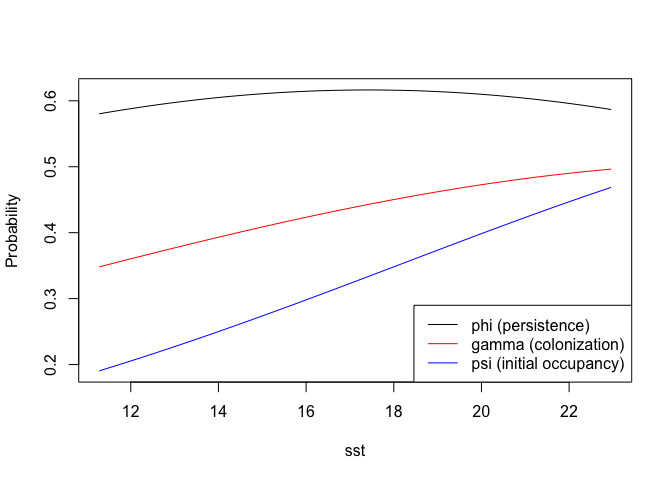 Probability
0.6
0.5
0.4
0.3
0.2
phi (persistence)
gamma (colonization)
psi (initial occupancy)
12 14 16 18 20 22
sst